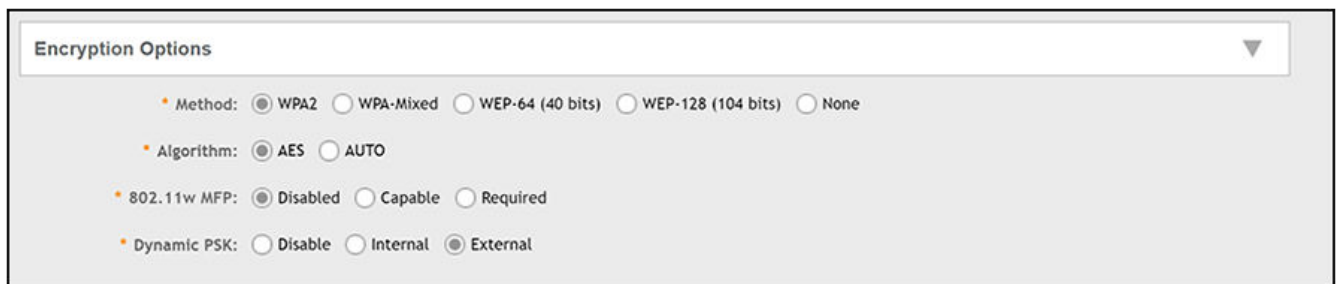 Encryption Options
* Method: WPA2 WPA-Mixed WEP-64 (40 bits) WEP-128 (104 bits) None
* Algorithm: AES AUTO
* 802.11w MFP: Disabled Capable Required
* Dynamic PSK: Disable Internal External